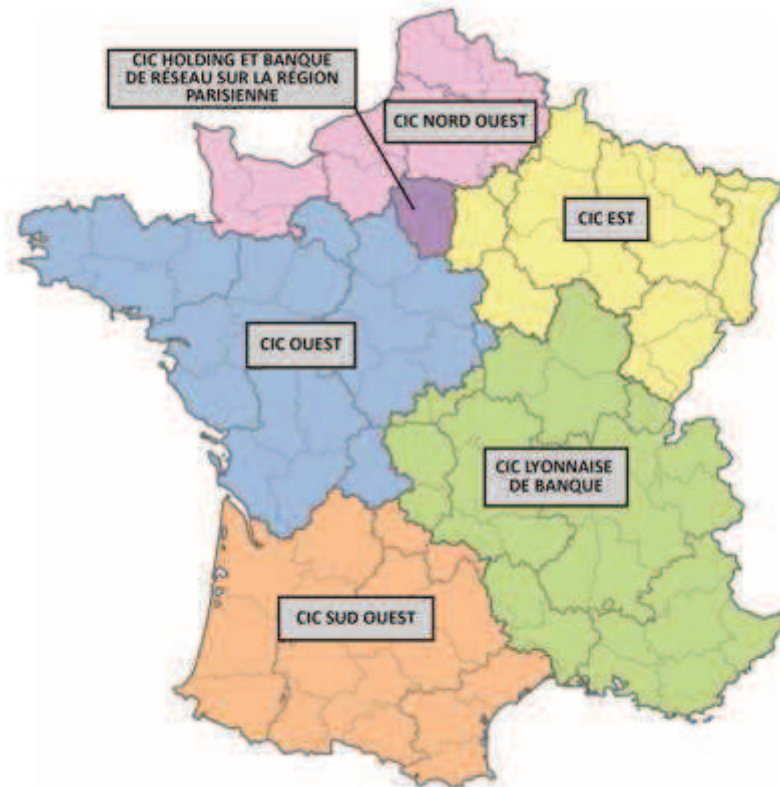 CIC HOLDING ET BANQUE
DE RÉSEAU SUR LA RÉGION
PARISIENNE
CIC NORD OUEST
CIC EST
CIC OUEST
CIC LYONNAISE
DE BANQUE
CIC SUD OUEST